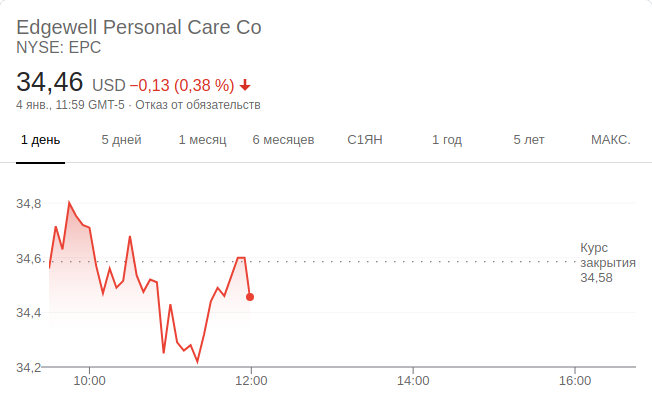 Edgewell Personal Care Co
NYSE: EPC
34,46 USD −0,13 (0,38 %)
4 янв., 11:59 GMT-5 · Отказ от обязательств
1 день 5 дней 1 месяц 6 месяцев С1ЯН 1 год 5 лет МАКС.
34,8
34,6
34,4
34,2
Курс
закрытия
34,58
10:00 12:00 14:00 16:00